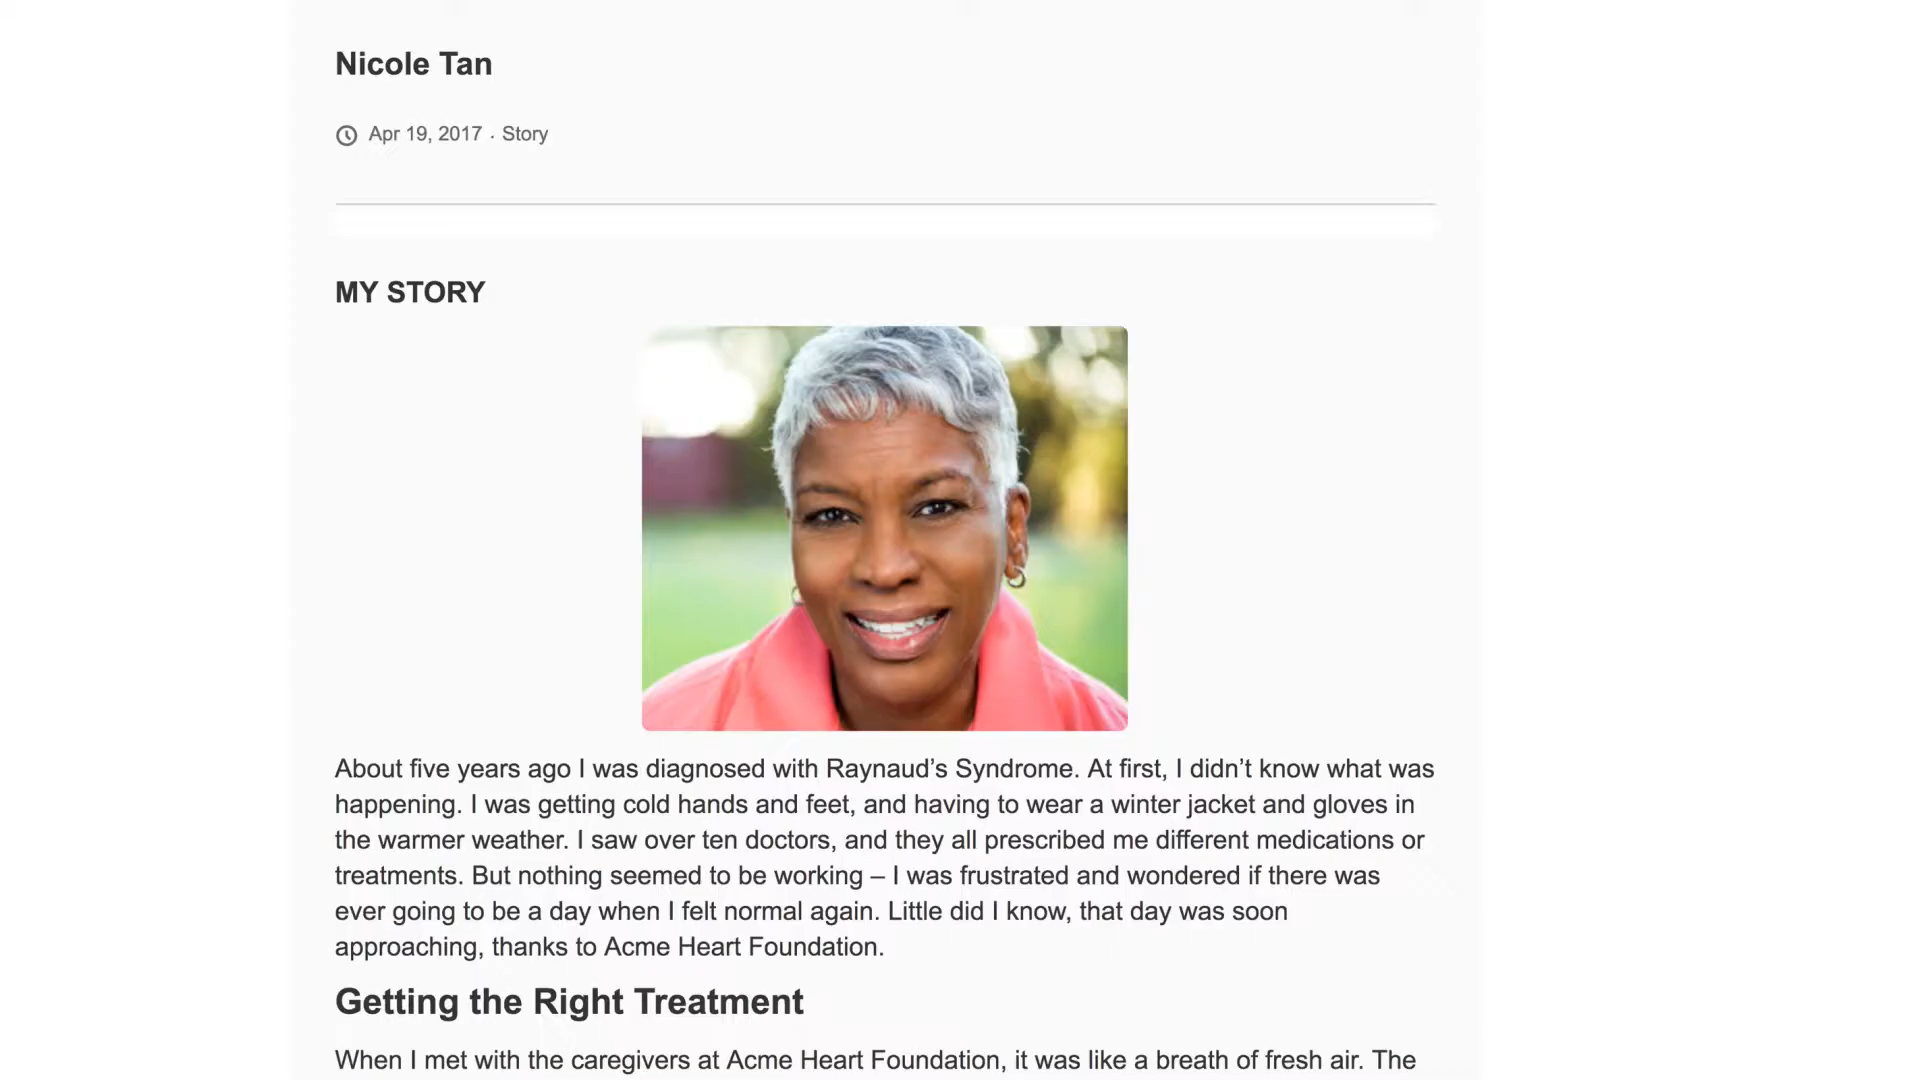 Nicole Tan
Apr 19, 2017 · Story
MY STORY
About five years ago I was diagnosed with Raynaud’s Syndrome. At first, I didn’t know what was
happening. I was getting cold hands and feet, and having to wear a winter jacket and gloves in
the warmer weather. I saw over ten doctors, and they all prescribed me different medications or
treatments. But nothing seemed to be working – I was frustrated and wondered if there was
ever going to be a day when I felt normal again. Little did I know, that day was soon
approaching, thanks to Acme Heart Foundation.
Getting the Right Treatment
When I met with the caregivers at Acme Heart Foundation, it was like a breath of fresh air. The